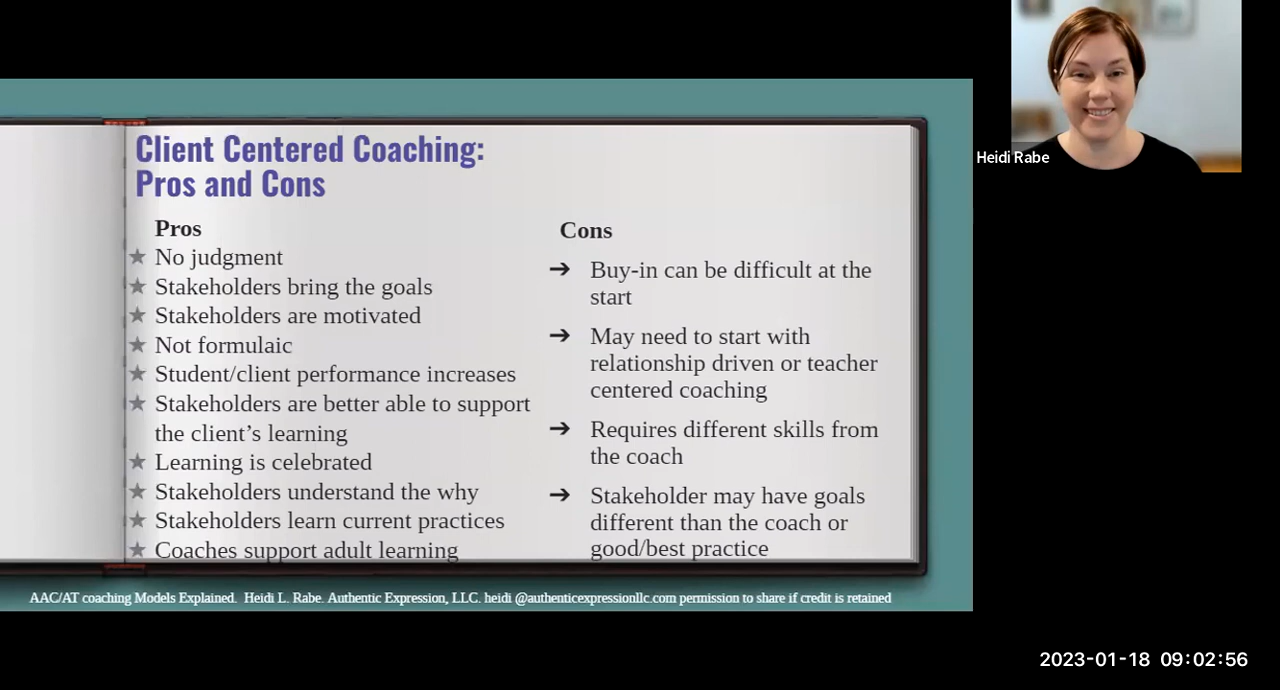 Client Centered Coaching:
Pros and Cons
Pros
No judgment
Stakeholders bring the goals
Stakeholders are motivated
Not formulaic
Student/client performance increases
Stakeholders are better able to support
the client’s learning
Learning is celebrated
Stakeholders understand the why
Stakeholders learn current practices
Coaches support adult learning
Cons
Buy-in can be difficult at the
start
May need to start with
relationship driven or teacher
centered coaching
Requires different skills from
the coach
Stakeholder may have goals
different than the coach or
good/best practice
AAC/AT coaching Models Explained. Heidi L. Rabe. Authentic Expression, LLC. heidi @authenticexpressionllc.com permission to share if credit is retained
Heidi Rabe
2023-01-18 09:02:56